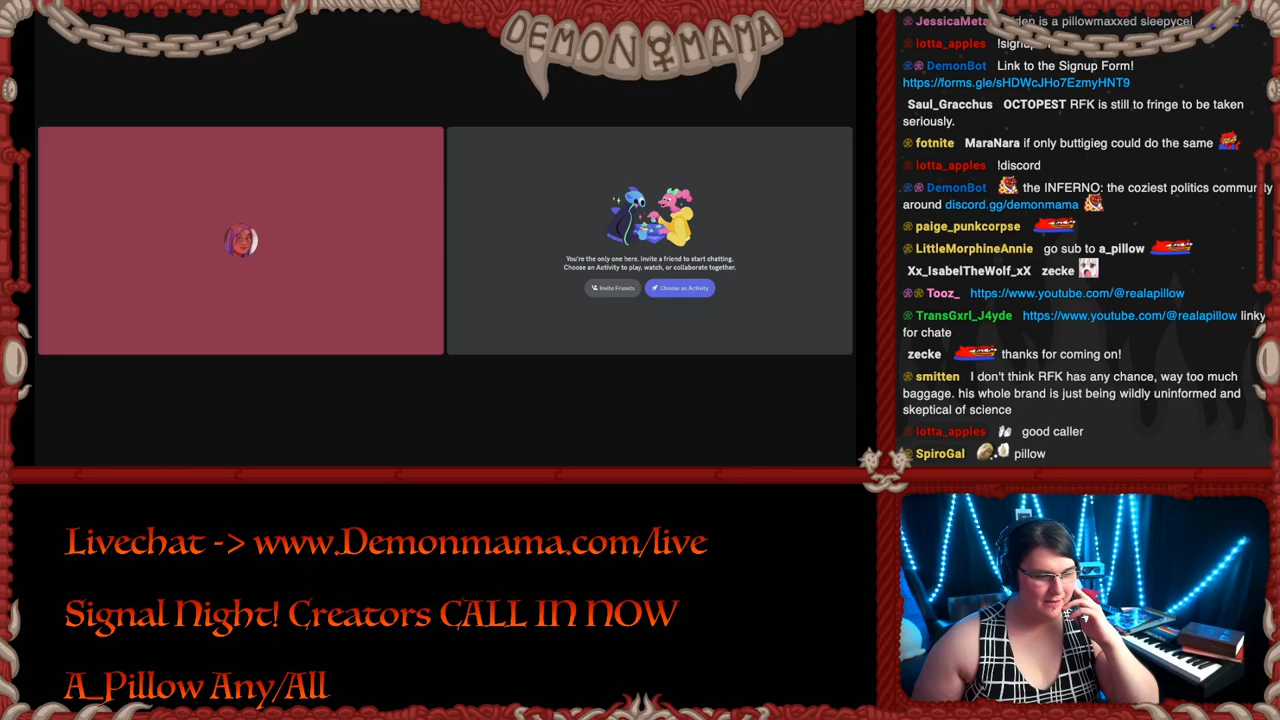 DEMON MAMA
You're the only one here. Invite a friend to start chatting.
Choose an Activity to play, watch, or collaborate together.
Invite Friends
Choose an Activity
Livechat -> www.Demonmama.com/live
Signal Night! Creators CALL IN NOW
A_Pillow Any/All
JessicaMeta is a pillowmaxxed sleepycel
lotta_apples
DemonBot Link to the Signup Form!
https://forms.gle/sHDWcJHo7EzmyHNT9
Saul_Gracchus OCTOPEST RFK is still to fringe to be taken
seriously.
fotnite MaraNara if only buttigieg could do the same
lotta_apples !discord
DemonBot the INFERNO: the coziest politics community
around discord.gg/demonmama
paige_punkcorpse
LittleMorphineAnnie go sub to a_pillow
Xx_IsabelTheWolf_xX zecke
Tooz_ https://www.youtube.com/@realapillow
TransGxrl_J4yde https://www.youtube.com/@realapillow linky
for chate
zecke thanks for coming on!
smitten I don't think RFK has any chance, way too much
baggage. his whole brand is just being wildly uninformed and
skeptical of science
lotta_apples good caller
SpiroGal pillow